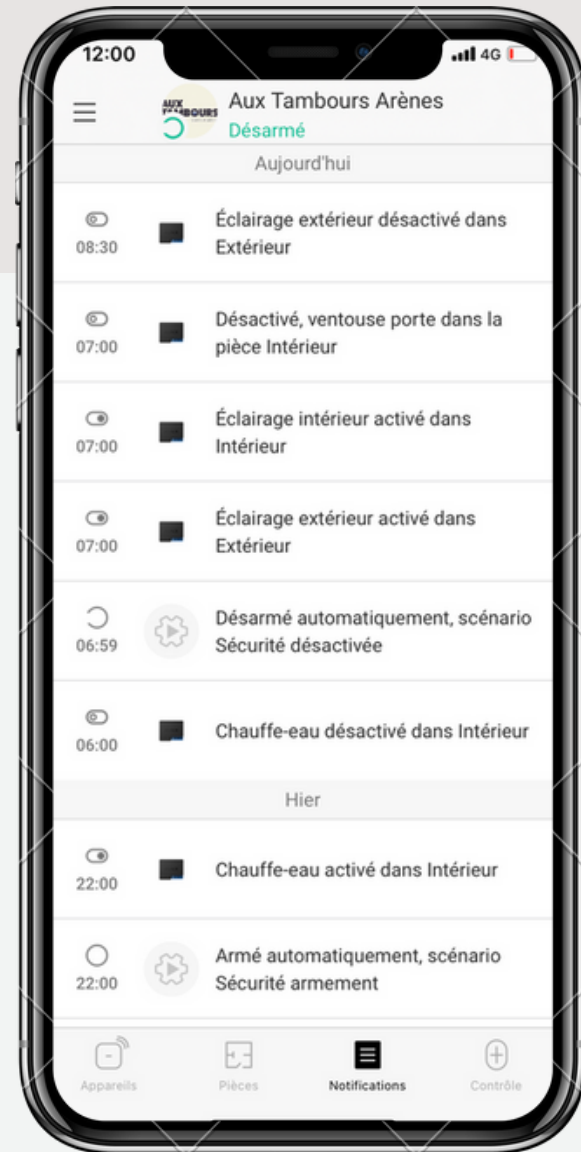 12:00
4G
AUX
TAMBOURS
Aux Tambours Arènes
Désarmé
Aujourd'hui
08:30
Éclairage extérieur désactivé dans
Extérieur
07:00
Désactivé, ventouse porte dans la
pièce Intérieur
07:00
Éclairage intérieur activé dans
Intérieur
07:00
Éclairage extérieur activé dans
Extérieur
06:59
Désarmé automatiquement, scénario
Sécurité désactivée
06:00
Chauffe-eau désactivé dans Intérieur
Hier
22:00
Chauffe-eau activé dans Intérieur
22:00
Armé automatiquement, scénario
Sécurité armement
Appareils
Pièces
Notifications
Contrôle